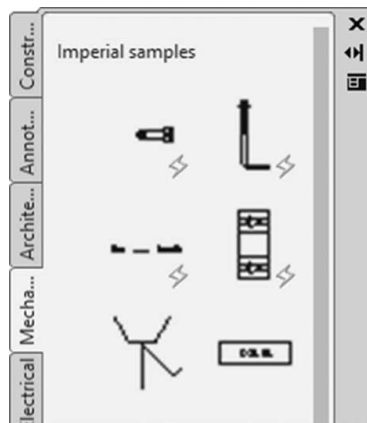 Imperial samples
Constr...
Annot...
Archite...
Mecha...
Electrical